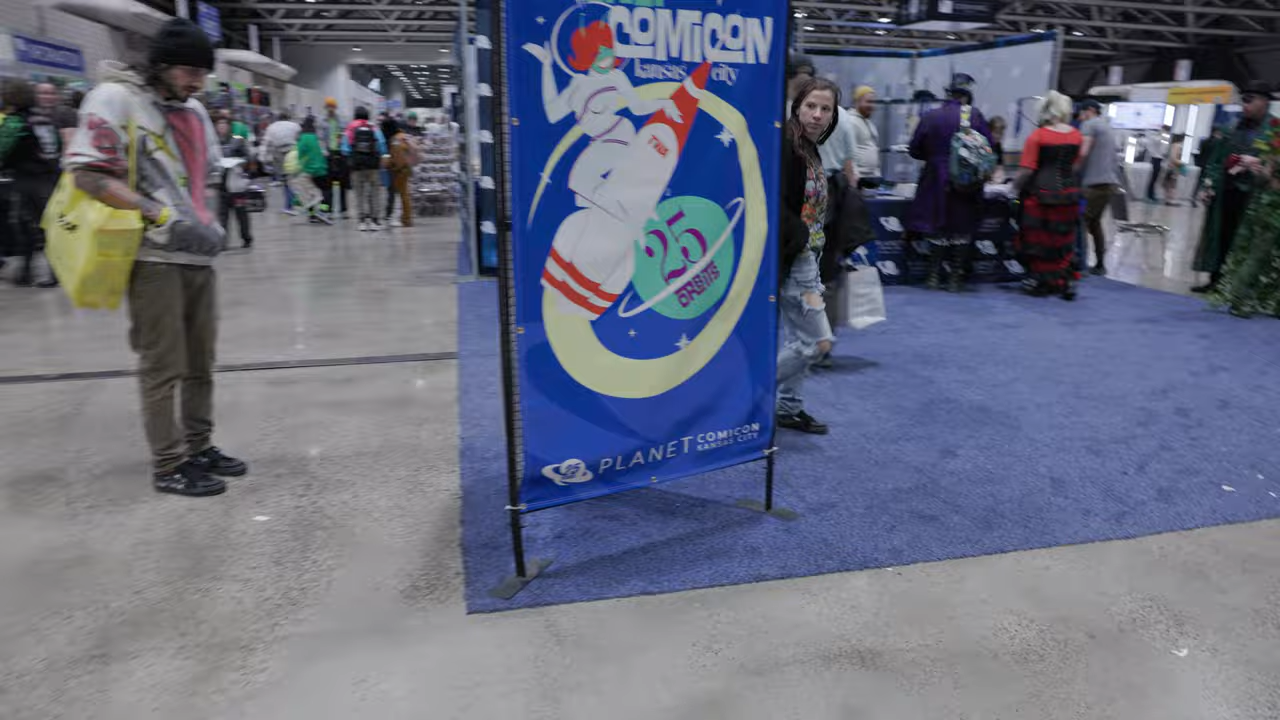 COMICON
kansas city
25
ORBITS
PLANET COMICON
KANSAS CITY